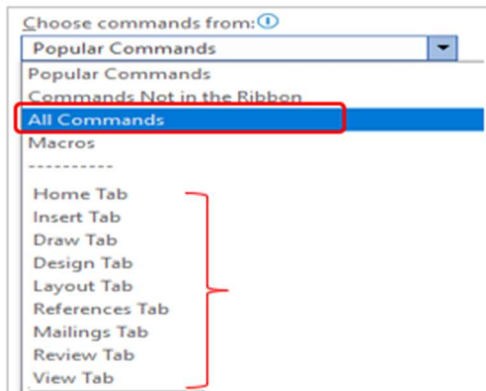 Choose commands from:
Popular Commands
Popular Commands
Commands Not in the Ribbon
All Commands
Macros
----------
Home Tab
Insert Tab
Draw Tab
Design Tab
Layout Tab
References Tab
Mailings Tab
Review Tab
View Tab